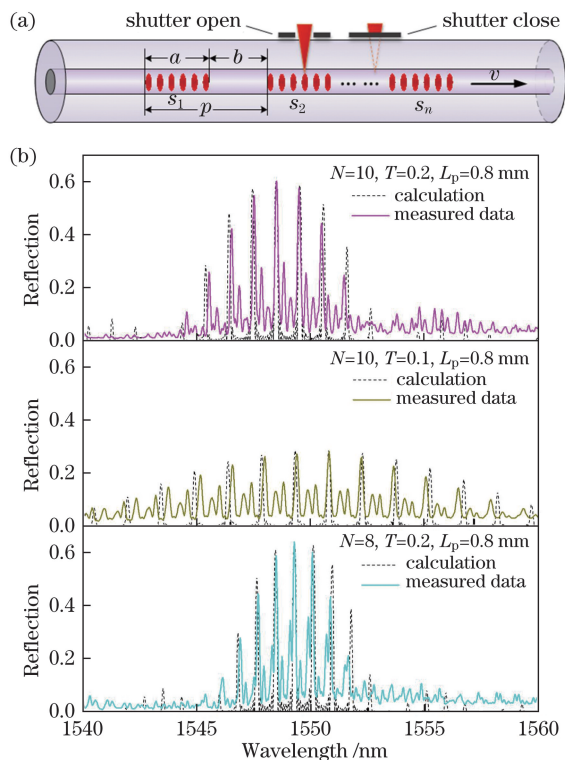 (a)
shutter open
shutter close
a
b
s1
p
s2
... ...
sn
v
(b)
N=10, T=0.2, Lp=0.8 mm
calculation
measured data
Reflection
0.6
0.4
0.2
0.0
N=10, T=0.1, Lp=0.8 mm
calculation
measured data
Reflection
0.6
0.4
0.2
0.0
N=8, T=0.2, Lp=0.8 mm
calculation
measured data
Reflection
0.6
0.4
0.2
0.0
1540 1545 1550 1555 1560
Wavelength /nm